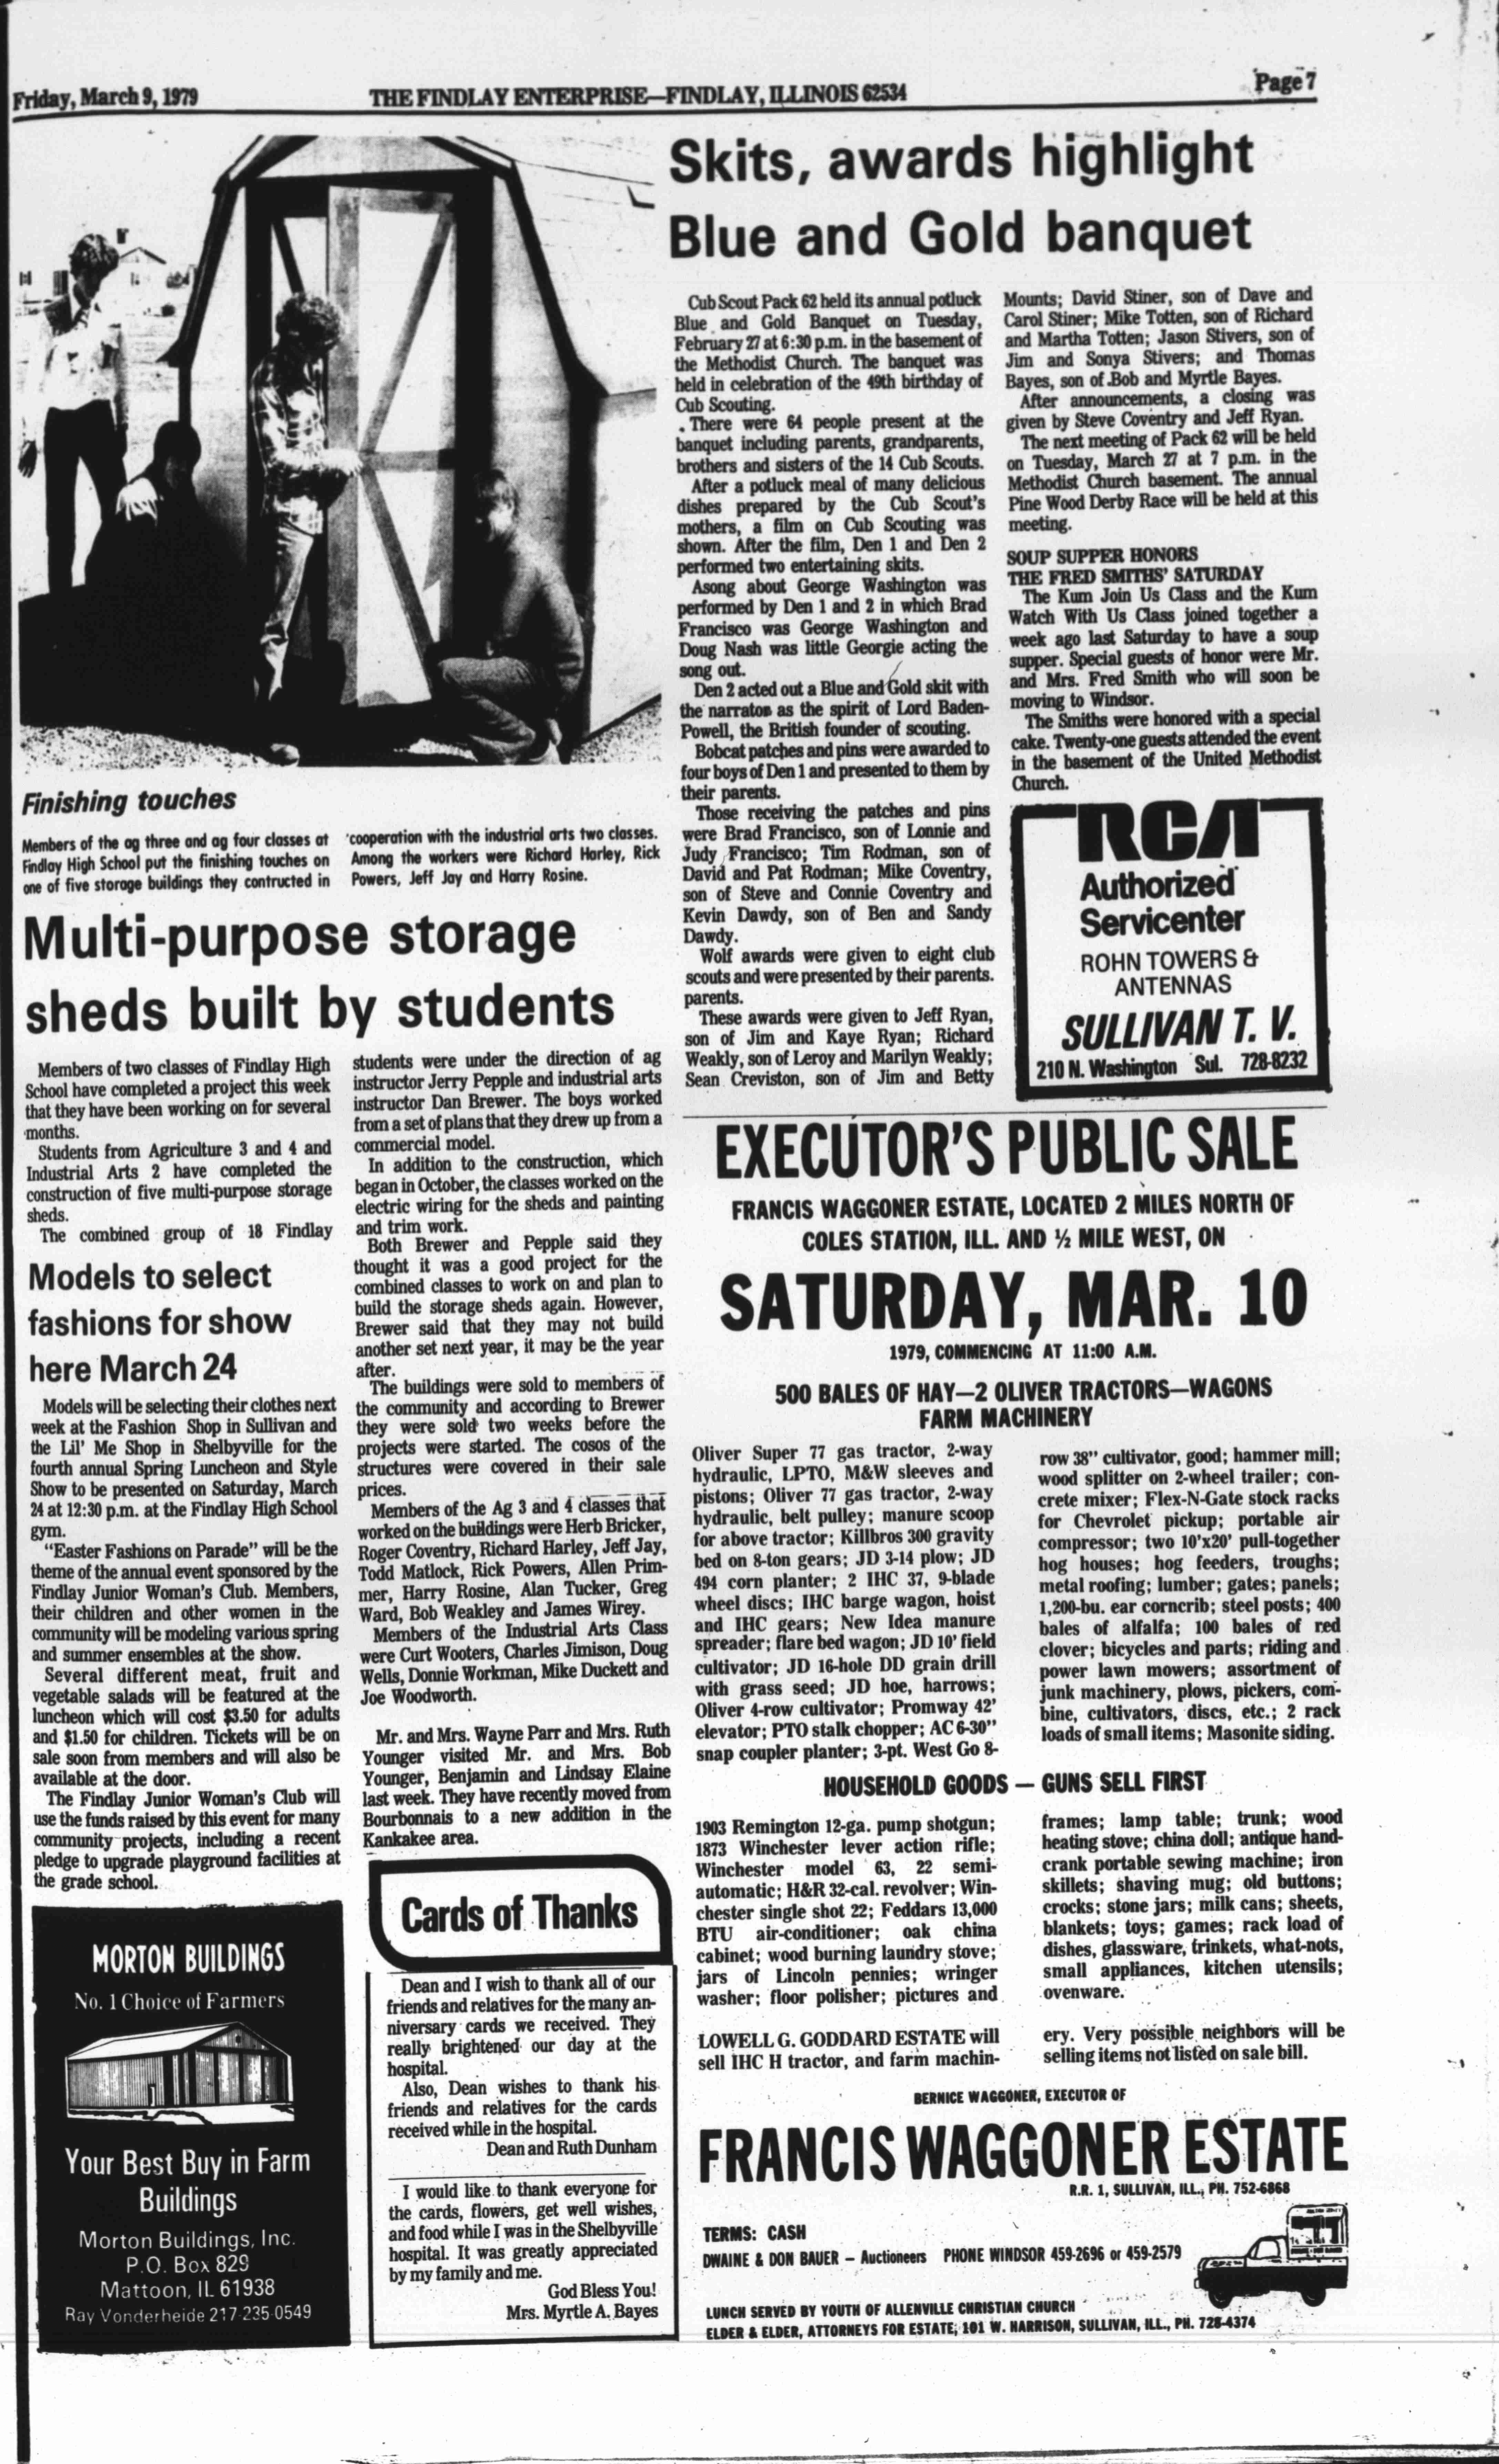 Friday, March 9, 1979
THE FINDLAY ENTERPRISE—FINDLAY, ILLINOIS 62534
Page 7
Finishing touches
Members of the ag three and ag four classes at
Findlay High School put the finishing touches on
one of five storage buildings they contructed in
cooperation with the industrial arts two classes.
Among the workers were Richard Harley, Rick
Powers, Jeff Jay and Harry Rosine.
Multi-purpose storage
sheds built by students
Members of two classes of Findlay High
School have completed a project this week
that they have been working on for several
months.
Students from Agriculture 3 and 4 and
Industrial Arts 2 have completed the
construction of five multi-purpose storage
sheds.
The combined group of 18 Findlay
students were under the direction of ag
instructor Jerry Pepple and industrial arts
instructor Dan Brewer. The boys worked
from a set of plans that they drew up from a
commercial model.
In addition to the construction, which
began in October, the classes worked on the
electric wiring for the sheds and painting
and trim work.
Both Brewer and Pepple said they
thought it was a good project for the
combined classes to work on and plan to
build the storage sheds again. However,
Brewer said that they may not build
another set next year, it may be the year
after.
The buildings were sold to members of
the community and according to Brewer
they were sold two weeks before the
projects were started. The cosos of the
structures were covered in their sale
prices.
Members of the Ag 3 and 4 classes that
worked on the buildings were Herb Bricker,
Roger Coventry, Richard Harley, Jeff Jay,
Todd Matlock, Rick Powers, Allen Prim-
mer, Harry Rosine, Alan Tucker, Greg
Ward, Bob Weakley and James Wirey.
Members of the Industrial Arts Class
were Curt Wooters, Charles Jimison, Doug
Wells, Donnie Workman, Mike Duckett and
Joe Woodworth.
Mr. and Mrs. Wayne Parr and Mrs. Ruth
Younger visited Mr. and Mrs. Bob
Younger, Benjamin and Lindsay Elaine
last week. They have recently moved from
Bourbonnais to a new addition in the
Kankakee area.
Models to select
fashions for show
here March 24
Models will be selecting their clothes next
week at the Fashion Shop in Sullivan and
the Lil' Me Shop in Shelbyville for the
fourth annual Spring Luncheon and Style
Show to be presented on Saturday, March
24 at 12:30 p.m. at the Findlay High School
gym.
"Easter Fashions on Parade" will be the
theme of the annual event sponsored by the
Findlay Junior Woman's Club. Members,
their children and other women in the
community will be modeling various spring
and summer ensembles at the show.
Several different meat, fruit and
vegetable salads will be featured at the
luncheon which will cost $3.50 for adults
and $1.50 for children. Tickets will be on
sale soon from members and will also be
available at the door.
The Findlay Junior Woman's Club will
use the funds raised by this event for many
community projects, including a recent
pledge to upgrade playground facilities at
the grade school.
MORTON BUILDINGS
No. 1 Choice of Farmers
Your Best Buy in Farm
Buildings
Morton Buildings, Inc.
P.O. Box 829
Mattoon, IL 61938
Ray Vonderheide 217-235-0549
Cards of Thanks
Dean and I wish to thank all of our
friends and relatives for the many an-
niversary cards we received. They
really brightened our day at the
hospital.
Also, Dean wishes to thank his
friends and relatives for the cards
received while in the hospital.
Dean and Ruth Dunham
I would like to thank everyone for
the cards, flowers, get well wishes,
and food while I was in the Shelbyville
hospital. It was greatly appreciated
by my family and me.
God Bless You!
Mrs. Myrtle A. Bayes
Skits, awards highlight
Blue and Gold banquet
Cub Scout Pack 62 held its annual potluck
Blue and Gold Banquet on Tuesday,
February 27 at 6:30 p.m. in the basement of
the Methodist Church. The banquet was
held in celebration of the 49th birthday of
Cub Scouting.
There were 64 people present at the
banquet including parents, grandparents,
brothers and sisters of the 14 Cub Scouts.
After a potluck meal of many delicious
dishes prepared by the Cub Scout's
mothers, a film on Cub Scouting was
shown. After the film, Den 1 and Den 2
performed two entertaining skits.
Asong about George Washington was
performed by Den 1 and 2 in which Brad
Francisco was George Washington and
Doug Nash was little Georgie acting the
song out.
Den 2 acted out a Blue and Gold skit with
the narrator as the spirit of Lord Baden-
Powell, the British founder of scouting.
Bobcat patches and pins were awarded to
four boys of Den 1 and presented to them by
their parents.
Those receiving the patches and pins
were Brad Francisco, son of Lonnie and
Judy Francisco; Tim Rodman, son of
David and Pat Rodman; Mike Coventry,
son of Steve and Connie Coventry and
Kevin Dawdy, son of Ben and Sandy
Dawdy.
Wolf awards were given to eight club
scouts and were presented by their parents.
parents.
These awards were given to Jeff Ryan,
son of Jim and Kaye Ryan; Richard
Weakly, son of Leroy and Marilyn Weakly;
Sean Creviston, son of Jim and Betty
Mounts; David Stiner, son of Dave and
Carol Stiner; Mike Totten, son of Richard
and Martha Totten; Jason Stivers, son of
Jim and Sonya Stivers; and Thomas
Bayes, son of Bob and Myrtle Bayes.
After announcements, a closing was
given by Steve Coventry and Jeff Ryan.
The next meeting of Pack 62 will be held
on Tuesday, March 27 at 7 p.m. in the
Methodist Church basement. The annual
Pine Wood Derby Race will be held at this
meeting.
SOUP SUPPER HONORS
THE FRED SMITHS' SATURDAY
The Kum Join Us Class and the Kum
Watch With Us Class joined together a
week ago last Saturday to have a soup
supper. Special guests of honor were Mr.
and Mrs. Fred Smith who will soon be
moving to Windsor.
The Smiths were honored with a special
cake. Twenty-one guests attended the event
in the basement of the United Methodist
Church.
RCA
Authorized
Servicenter
ROHN TOWERS &
ANTENNAS
SULLIVAN T. V.
210 N. Washington Sul. 728-8232
EXECUTOR'S PUBLIC SALE
FRANCIS WAGGONER ESTATE, LOCATED 2 MILES NORTH OF
COLES STATION, ILL. AND ½ MILE WEST, ON
SATURDAY, MAR. 10
1979, COMMENCING AT 11:00 A.M.
500 BALES OF HAY—2 OLIVER TRACTORS—WAGONS
FARM MACHINERY
Oliver Super 77 gas tractor, 2-way
hydraulic, LPTO, M&W sleeves and
pistons; Oliver 77 gas tractor, 2-way
hydraulic, belt pulley; manure scoop
for above tractor; Killbros 300 gravity
bed on 8-ton gears; JD 3-14 plow; JD
494 corn planter; 2 IHC 37, 9-blade
wheel discs; IHC barge wagon, hoist
and IHC gears; New Idea manure
spreader; flare bed wagon; JD 10' field
cultivator; JD 16-hole DD grain drill
with grass seed; JD hoe, harrows;
Oliver 4-row cultivator; Promway 42'
elevator; PTO stalk chopper; AC 6-30"
snap coupler planter; 3-pt. West Go 8-
row 38" cultivator, good; hammer mill;
wood splitter on 2-wheel trailer; con-
crete mixer; Flex-N-Gate stock racks
for Chevrolet pickup; portable air
compressor; two 10'x20' pull-together
hog houses; hog feeders, troughs;
metal roofing; lumber; gates; panels;
1,200-bu. ear corncrib; steel posts; 400
bales of alfalfa; 100 bales of red
clover; bicycles and parts; riding and
power lawn mowers; assortment of
junk machinery, plows, pickers, com-
bine, cultivators, discs, etc.; 2 rack
loads of small items; Masonite siding.
HOUSEHOLD GOODS — GUNS SELL FIRST
1903 Remington 12-ga. pump shotgun;
1873 Winchester lever action rifle;
Winchester model 63, 22 semi-
automatic; H&R 32-cal. revolver; Win-
chester single shot 22; Feddars 13,000
BTU air-conditioner; oak china
cabinet; wood burning laundry stove;
jars of Lincoln pennies; wringer
washer; floor polisher; pictures and
frames; lamp table; trunk; wood
heating stove; china doll; antique hand-
crank portable sewing machine; iron
skillets; shaving mug; old buttons;
crocks; stone jars; milk cans; sheets,
blankets; toys; games; rack load of
dishes, glassware, trinkets, what-nots,
small appliances, kitchen utensils;
ovenware.
LOWELL G. GODDARD ESTATE will
sell IHC H tractor, and farm machin-
ery. Very possible neighbors will be
selling items not listed on sale bill.
BERNICE WAGGONER, EXECUTOR OF
FRANCIS WAGGONER ESTATE
R.R. 1, SULLIVAN, ILL., PH. 752-6868
TERMS: CASH
DWAINE & DON BAUER — Auctioneers PHONE WINDSOR 459-2696 or 459-2579
LUNCH SERVED BY YOUTH OF ALLENVILLE CHRISTIAN CHURCH
ELDER & ELDER, ATTORNEYS FOR ESTATE; 101 W. HARRISON, SULLIVAN, ILL., PH. 728-4374